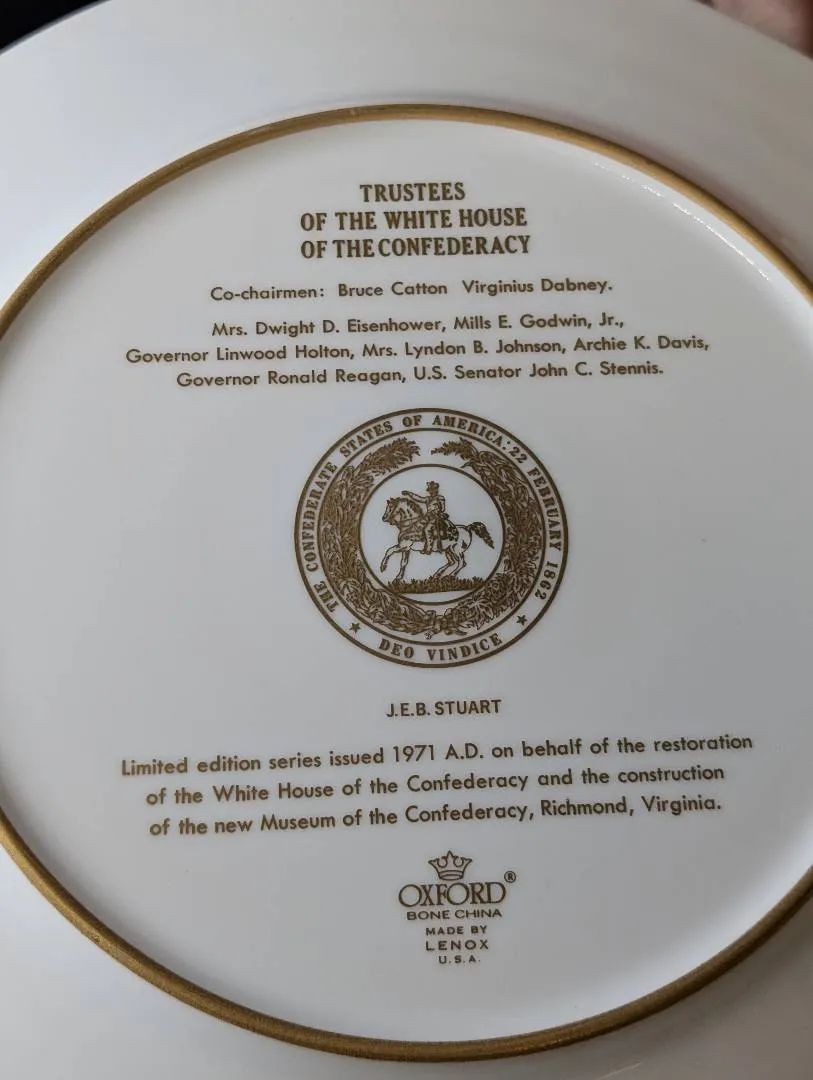 TRUSTEES
OF THE WHITE HOUSE
OF THE CONFEDERACY
Co-chairmen: Bruce Catton Virginius Dabney.
Mrs. Dwight D. Eisenhower, Mills E. Godwin, Jr.,
Governor Linwood Holton, Mrs. Lyndon B. Johnson, Archie K. Davis,
Governor Ronald Reagan, U.S. Senator John C. Stennis.
THE CONFEDERATE STATES OF AMERICA: 22 FEBRUARY 1862
DEO VINDICE
J.E.B. STUART
Limited edition series issued 1971 A.D. on behalf of the restoration
of the White House of the Confederacy and the construction
of the new Museum of the Confederacy, Richmond, Virginia.
OXFORD®
BONE CHINA
MADE BY
LENOX
U.S.A.